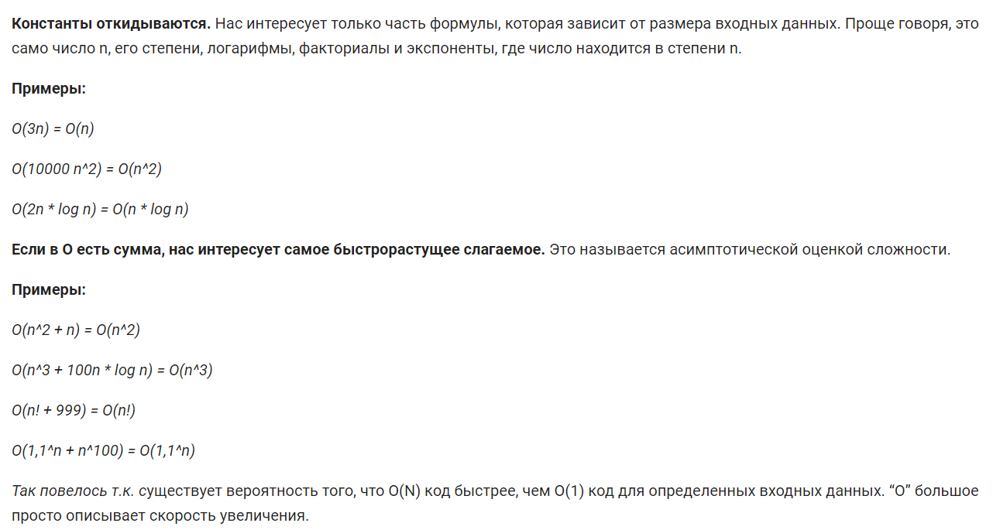 Константы откидываются. Нас интересует только часть формулы, которая зависит от размера входных данных. Проще говоря, это
само число n, его степени, логарифмы, факториалы и экспоненты, где число находится в степени n.
Примеры:
O(3n) = O(n)
O(10000 n^2) = O(n^2)
O(2n * log n) = O(n * log n)
Если в O есть сумма, нас интересует самое быстрорастущее слагаемое. Это называется асимптотической оценкой сложности.
Примеры:
O(n^2 + n) = O(n^2)
O(n^3 + 100n * log n) = O(n^3)
O(n! + 999) = O(n!)
O(1,1^n + n^100) = O(1,1^n)
Так повелось т.к. существует вероятность того, что O(N) код быстрее, чем O(1) код для определенных входных данных. “O” большое
просто описывает скорость увеличения.